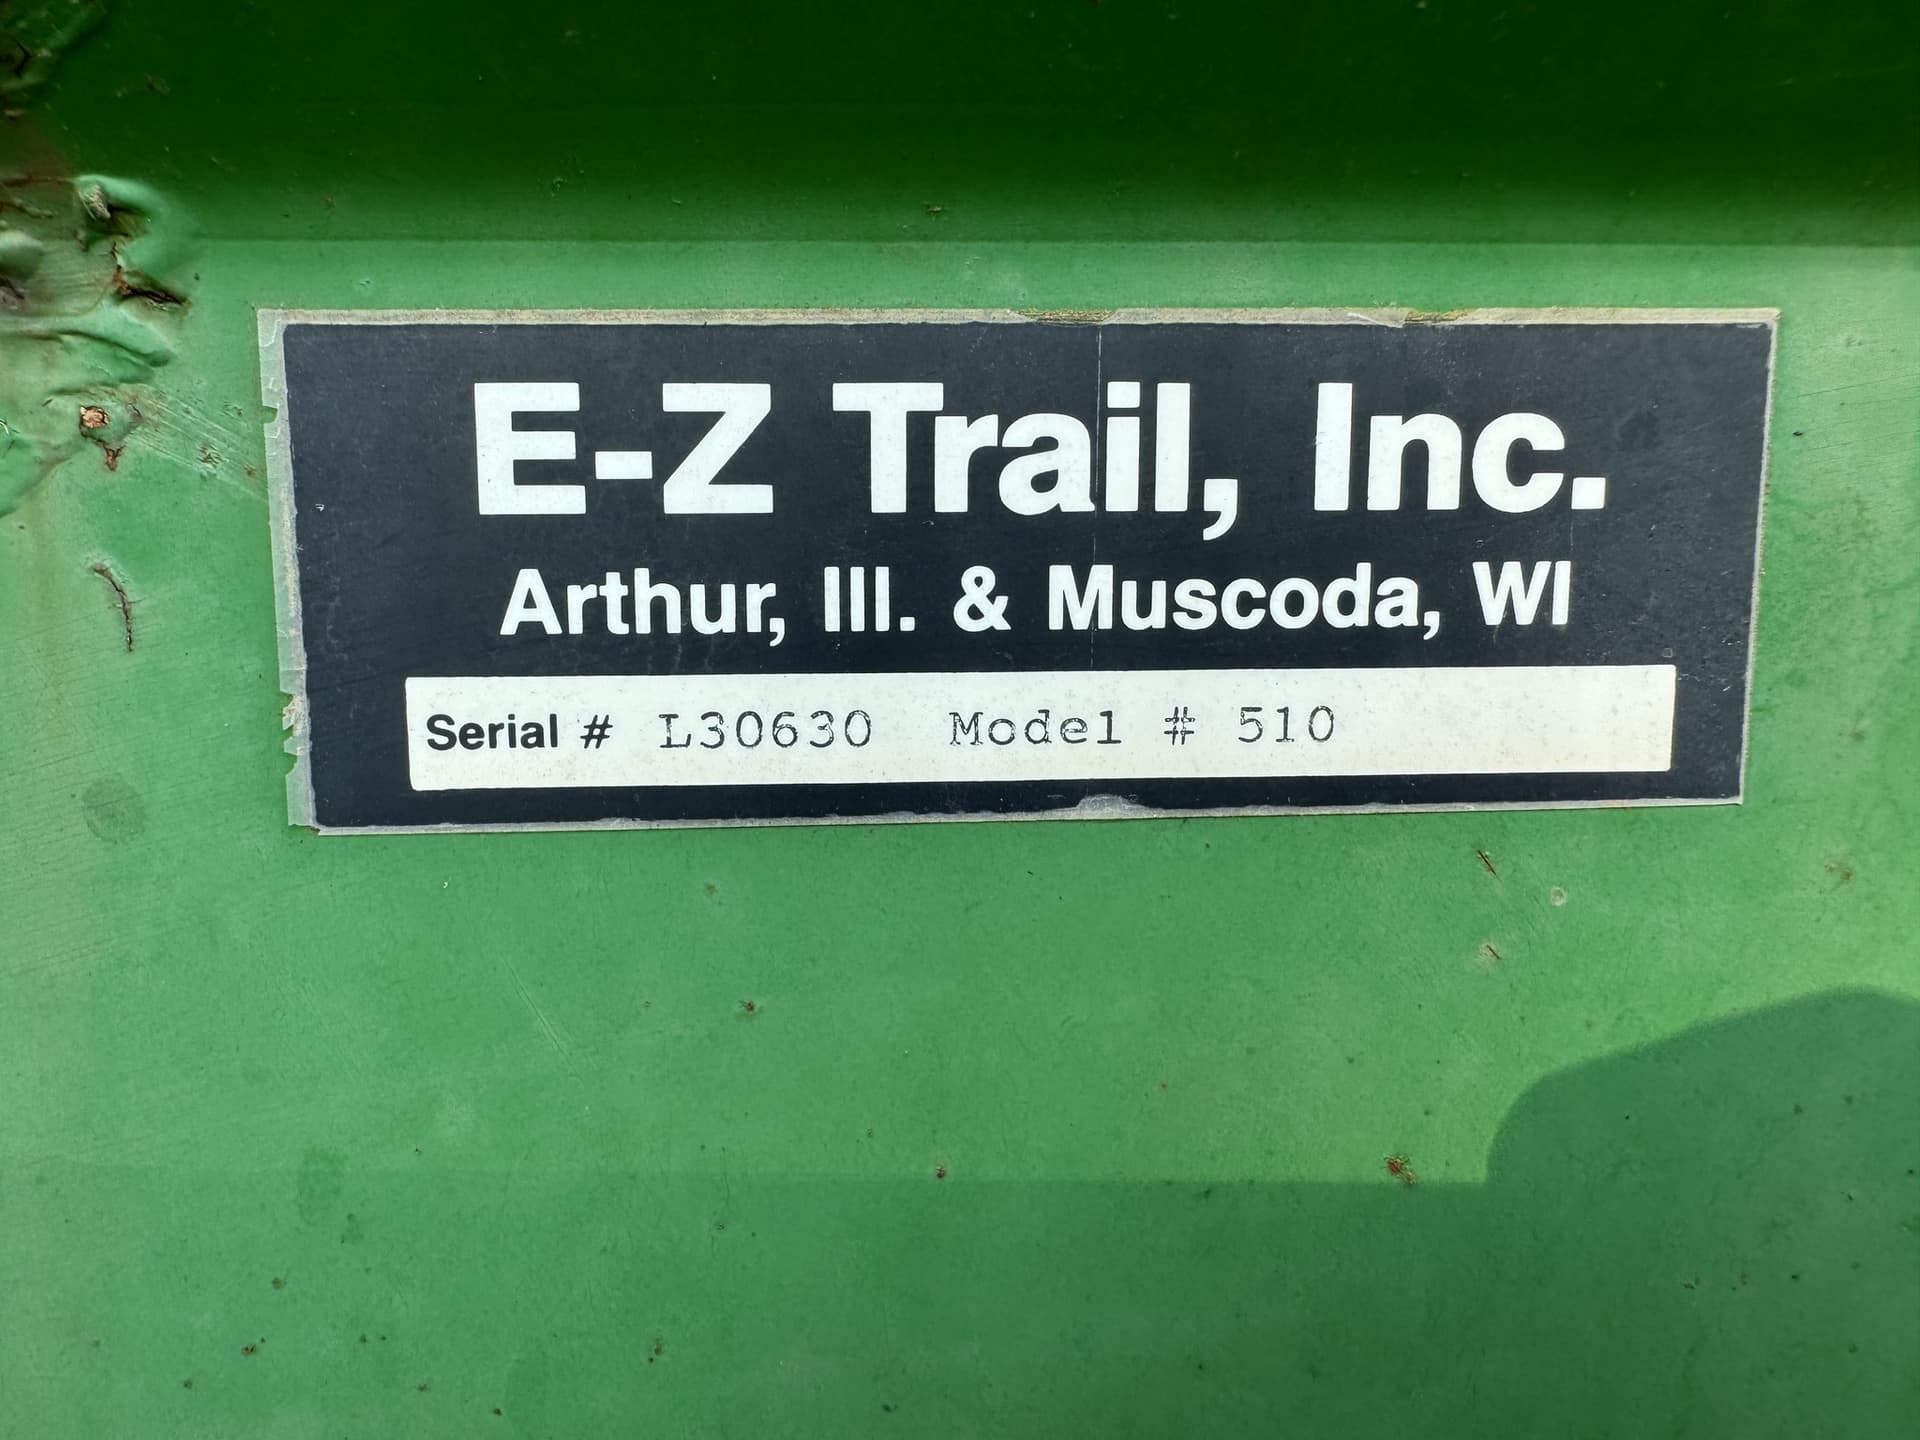 E-Z Trail, Inc.
Arthur, Ill. & Muscoda, WI
Serial # L30630 Model # 510